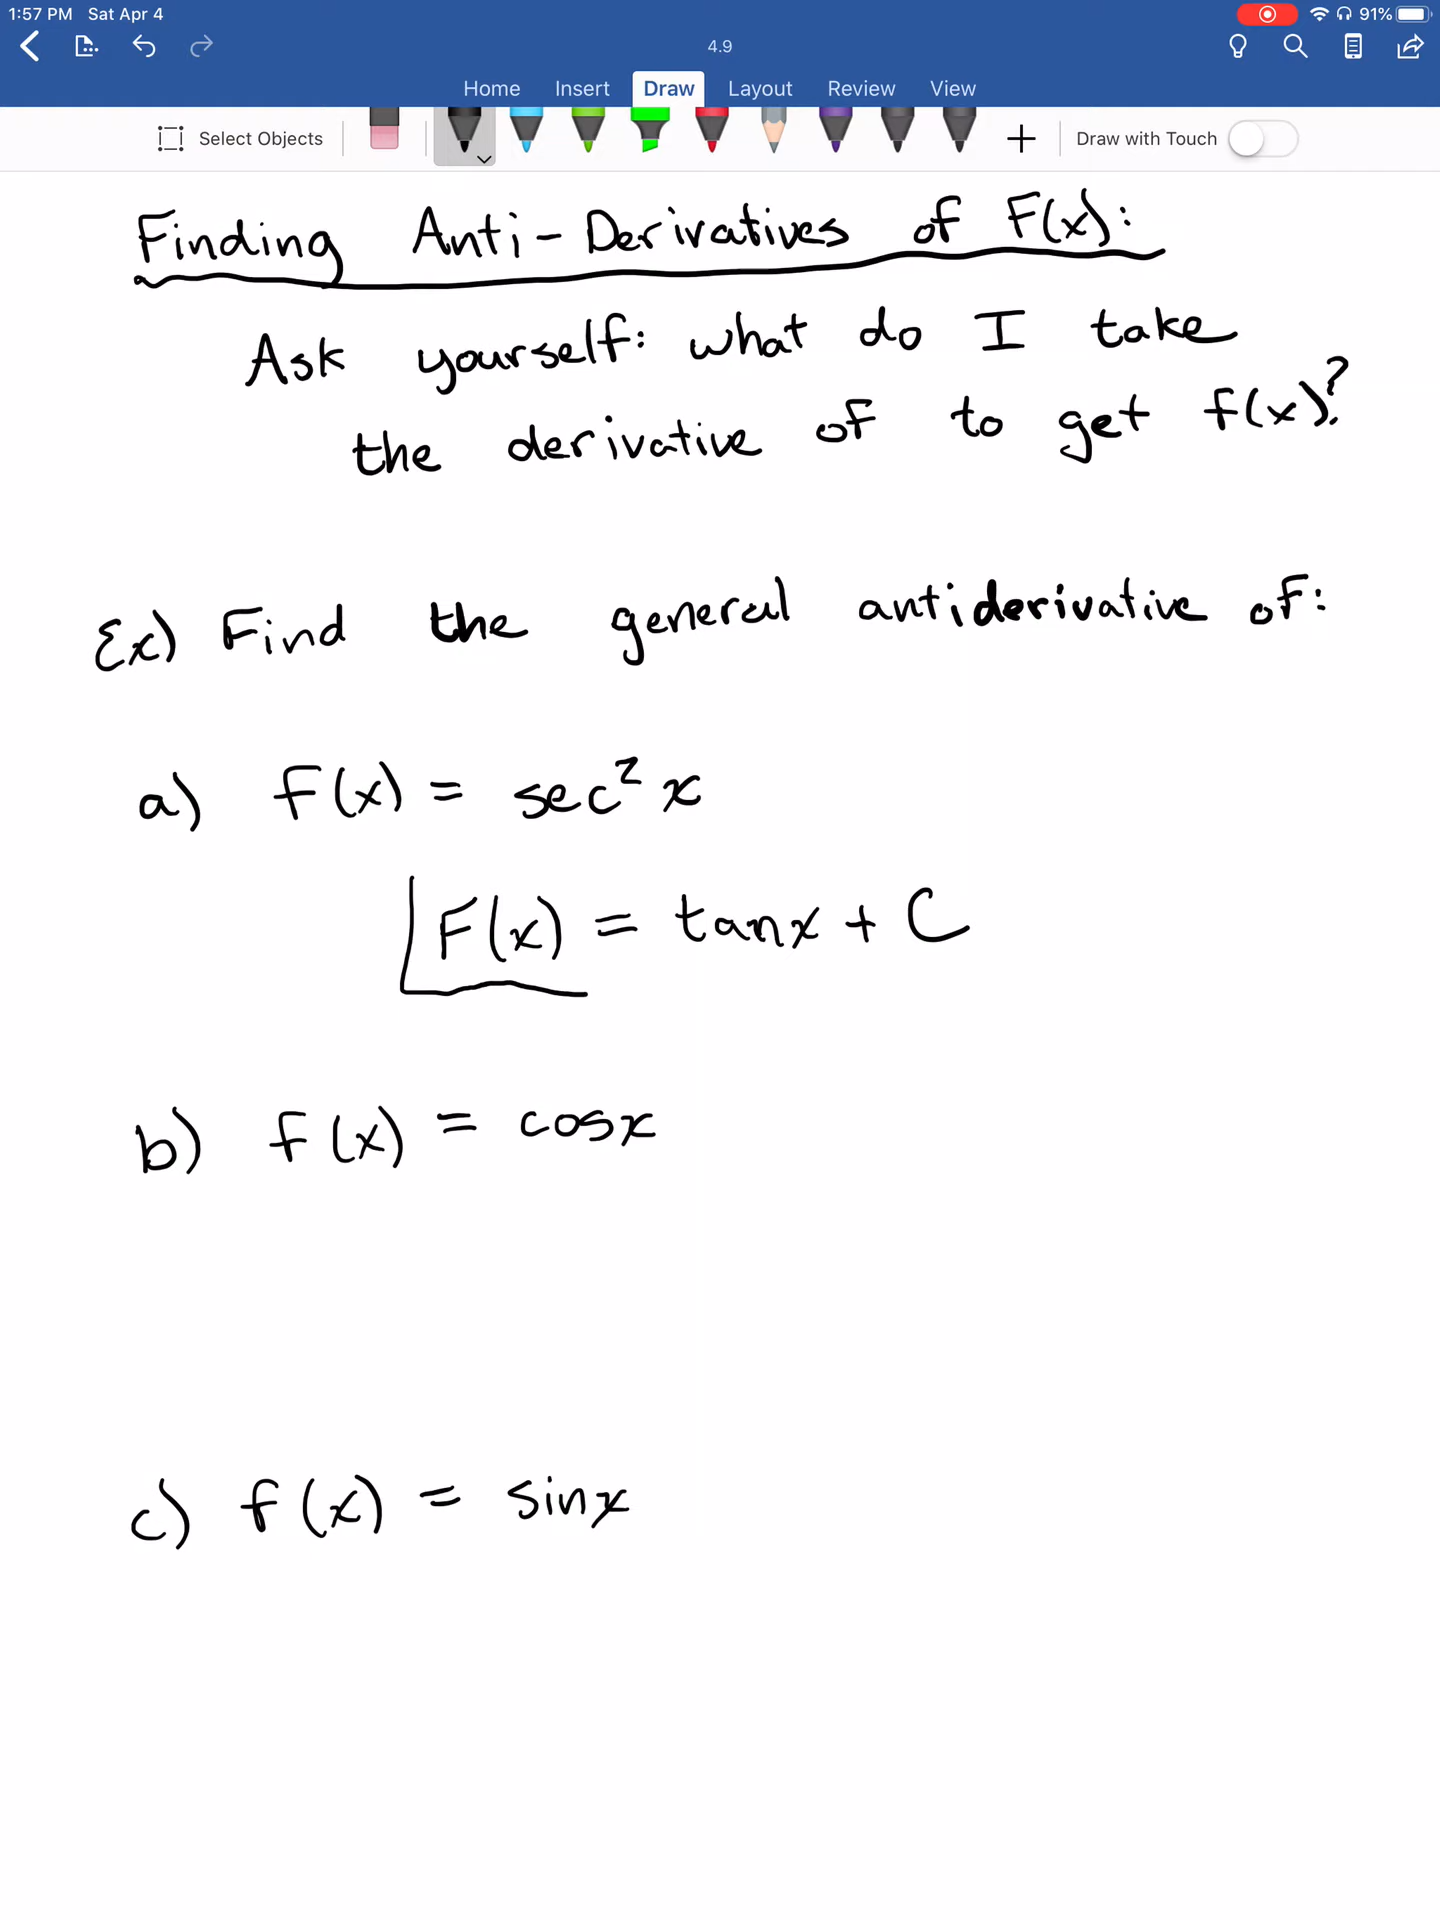 1:57 PM Sat Apr 4
91%
4.9
Home Insert Draw Layout Review View
Select Objects
Draw with Touch
Finding Anti-Derivatives of F(x):
Ask yourself: what do I take
the derivative of to get f(x)?
Ex) Find the general antiderivative of:
a) f(x) = sec² x
F(x) = tanx + C
b) f(x) = cosx
c) f(x) = sinx